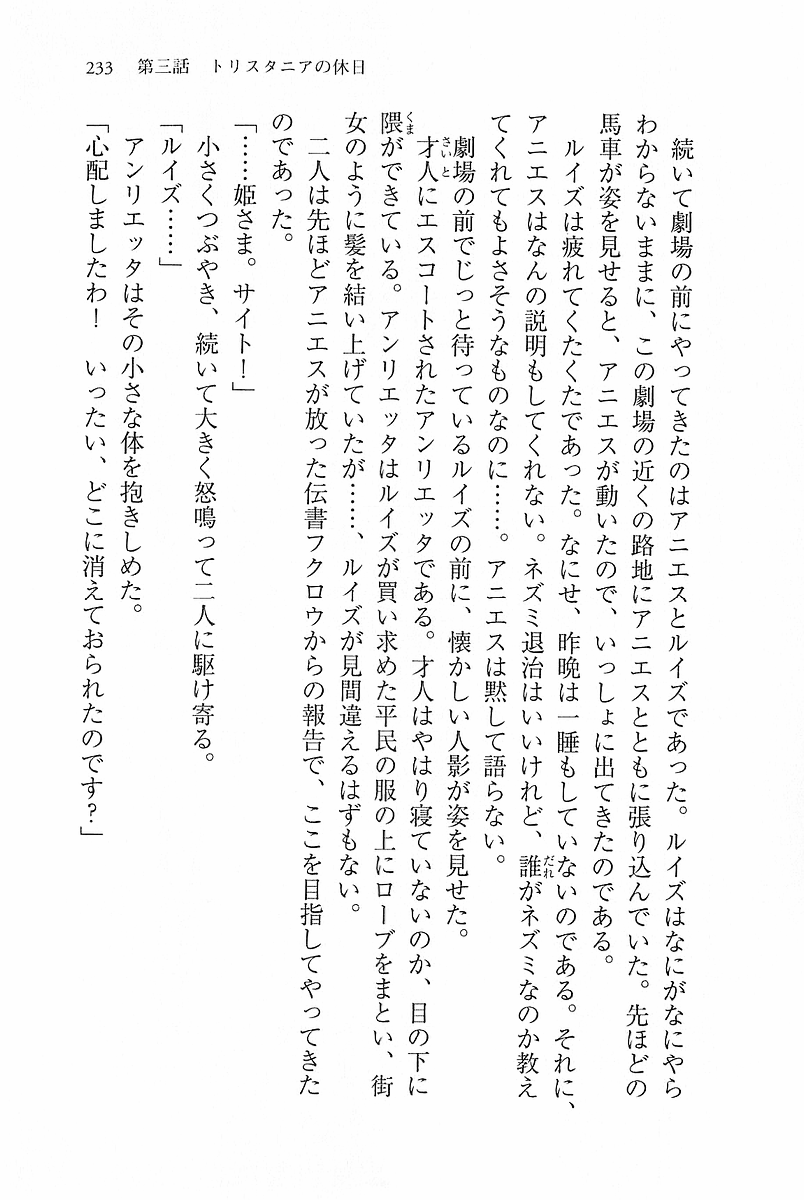 233　第三話　トリスタニアの休日
　続いて劇場の前にやってきたのはアニエスとルイズであった。ルイズはなにがなにやら
わからないままに、この劇場の近くの路地にアニエスとともに張り込んでいた。先ほどの
馬車が姿を見せると、アニエスが動いたので、いっしょに出てきたのである。
　ルイズは疲れてくたくたであった。なにせ、昨晩は一睡もしていないのである。それに、
アニエスはなんの説明もしてくれない。ネズミ退治はいいけれど、誰がネズミなのか教え
てくれてもよさそうなものなのに……。アニエスは黙して語らない。
　劇場の前でじっと待っているルイズの前に、懐かしい人影が姿を見せた。
　才人にエスコートされたアンリエッタである。才人はやはり寝ていないのか、目の下に
隈ができている。アンリエッタはルイズが買い求めた平民の服の上にローブをまとい、街
女のように髪を結い上げていたが……、ルイズが見間違えるはずもない。
　二人は先ほどアニエスが放った伝書フクロウからの報告で、ここを目指してやってきた
のであった。
「……姫さま。サイト！」
　小さくつぶやき、続いて大きく怒鳴って二人に駆け寄る。
「ルイズ……」
　アンリエッタはその小さな体を抱きしめた。
「心配しましたわ！　いったい、どこに消えておられたのです？」